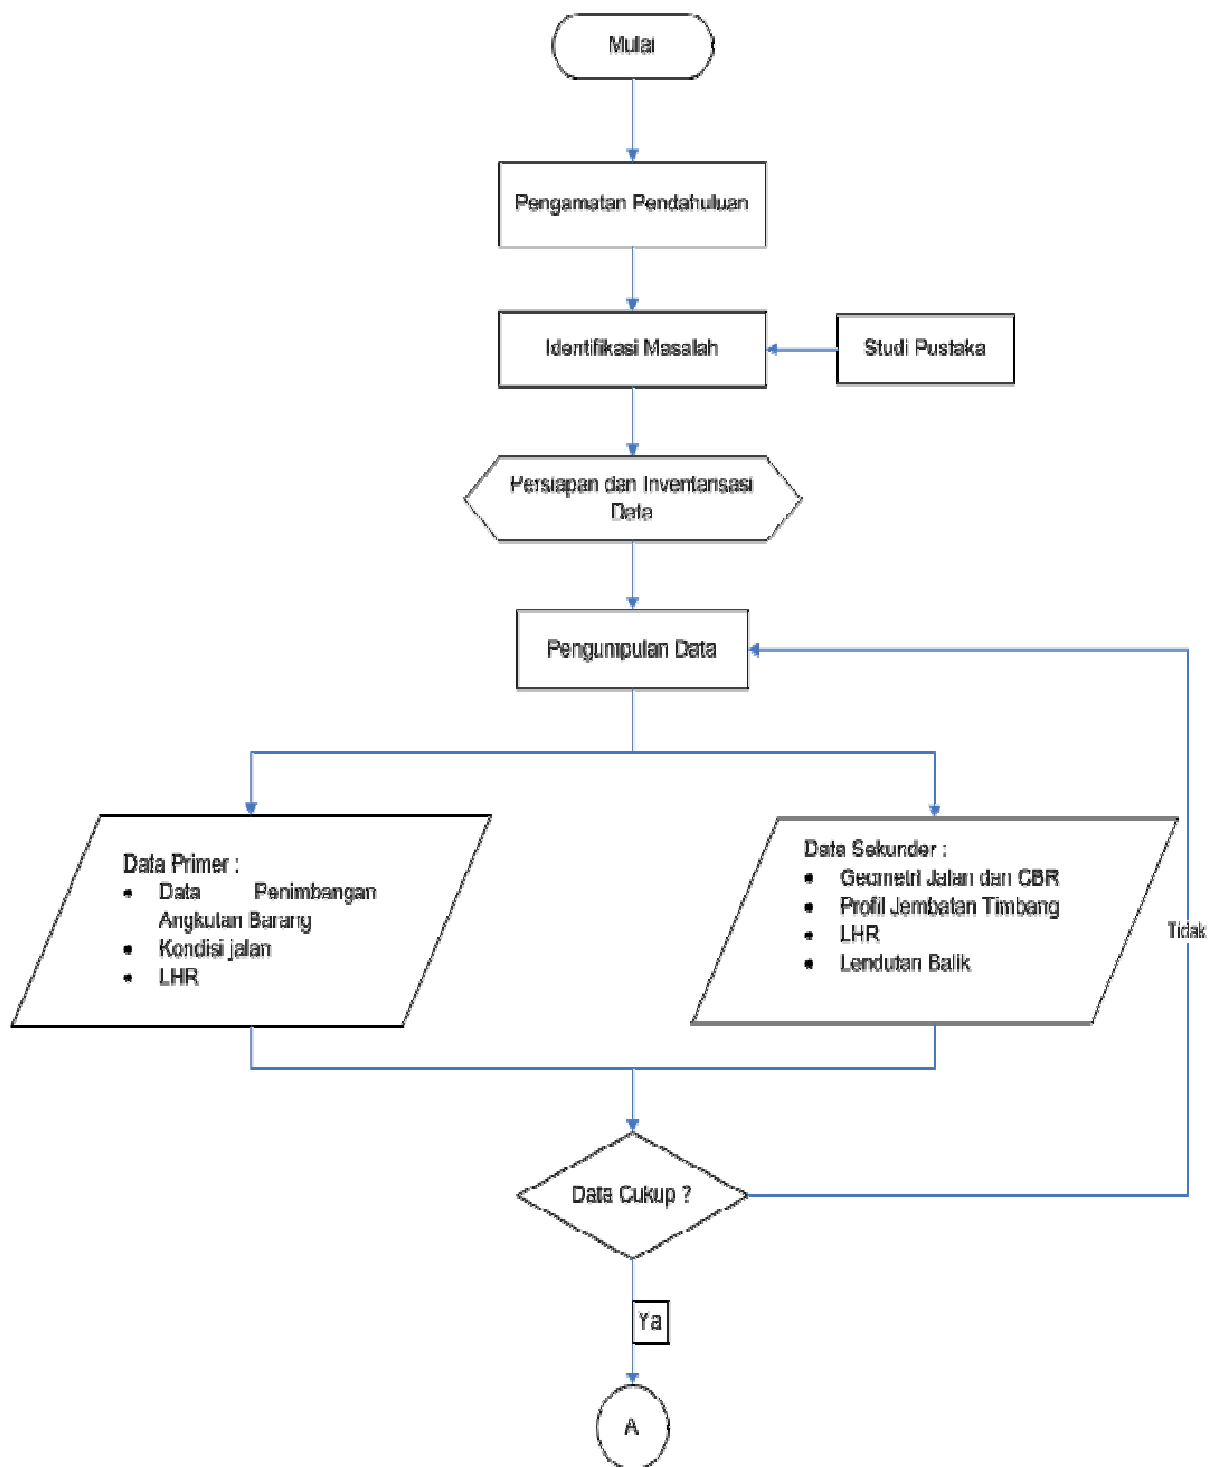 Mulai
Pengamatan Pendahuluan
Identifikasi Masalah
Studi Pustaka
Persiapan dan Inventarisasi
Data
Pengumpulan Data
Data Primer :
• Data Penimbangan
Angkutan Barang
• Kondisi jalan
• LHR
Data Sekunder :
• Geometri Jalan dan CBR
• Profil Jembatan Timbang
• LHR
• Lendutan Balik
Tidak
Data Cukup ?
Ya
A